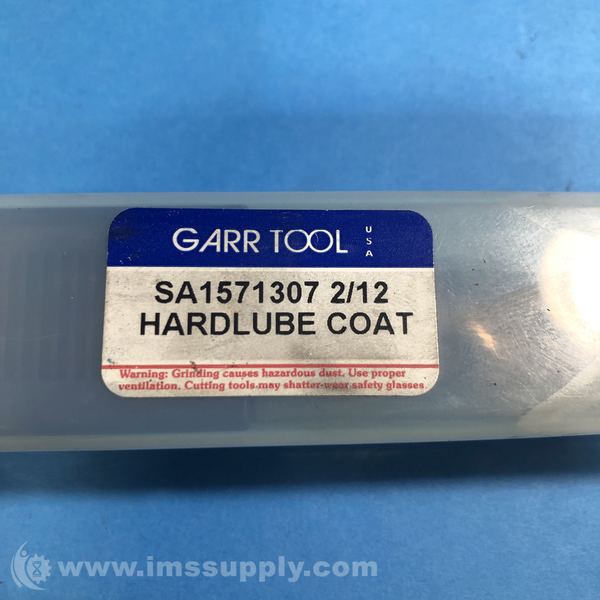 GARR TOOL USA
SA1571307 2/12
HARDLUBE COAT
Warning: Grinding causes hazardous dust. Use proper
ventilation. Cutting tools may shatter-wear safety glasses
www.imssupply.com